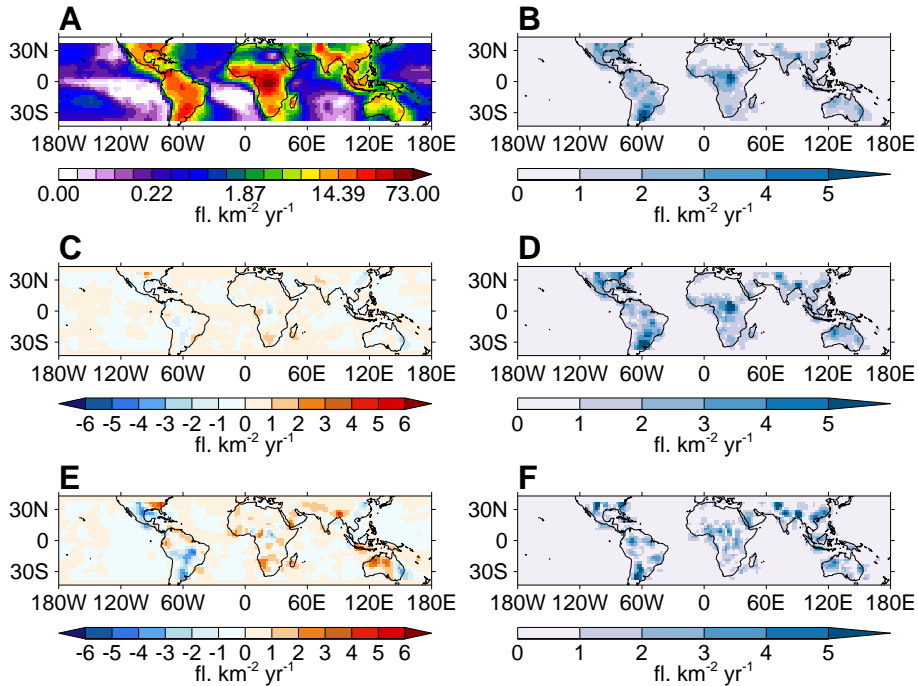 A
30N
0
30S
180W 120W 60W 0 60E 120E 180E
0.00 0.22 1.87 14.39 73.00
fl. km⁻² yr⁻¹
B
30N
0
30S
180W 120W 60W 0 60E 120E 180E
0 1 2 3 4 5
fl. km⁻² yr⁻¹
C
30N
0
30S
180W 120W 60W 0 60E 120E 180E
-6 -5 -4 -3 -2 -1 0 1 2 3 4 5 6
fl. km⁻² yr⁻¹
D
30N
0
30S
180W 120W 60W 0 60E 120E 180E
0 1 2 3 4 5
fl. km⁻² yr⁻¹
E
30N
0
30S
180W 120W 60W 0 60E 120E 180E
-6 -5 -4 -3 -2 -1 0 1 2 3 4 5 6
fl. km⁻² yr⁻¹
F
30N
0
30S
180W 120W 60W 0 60E 120E 180E
0 1 2 3 4 5
fl. km⁻² yr⁻¹